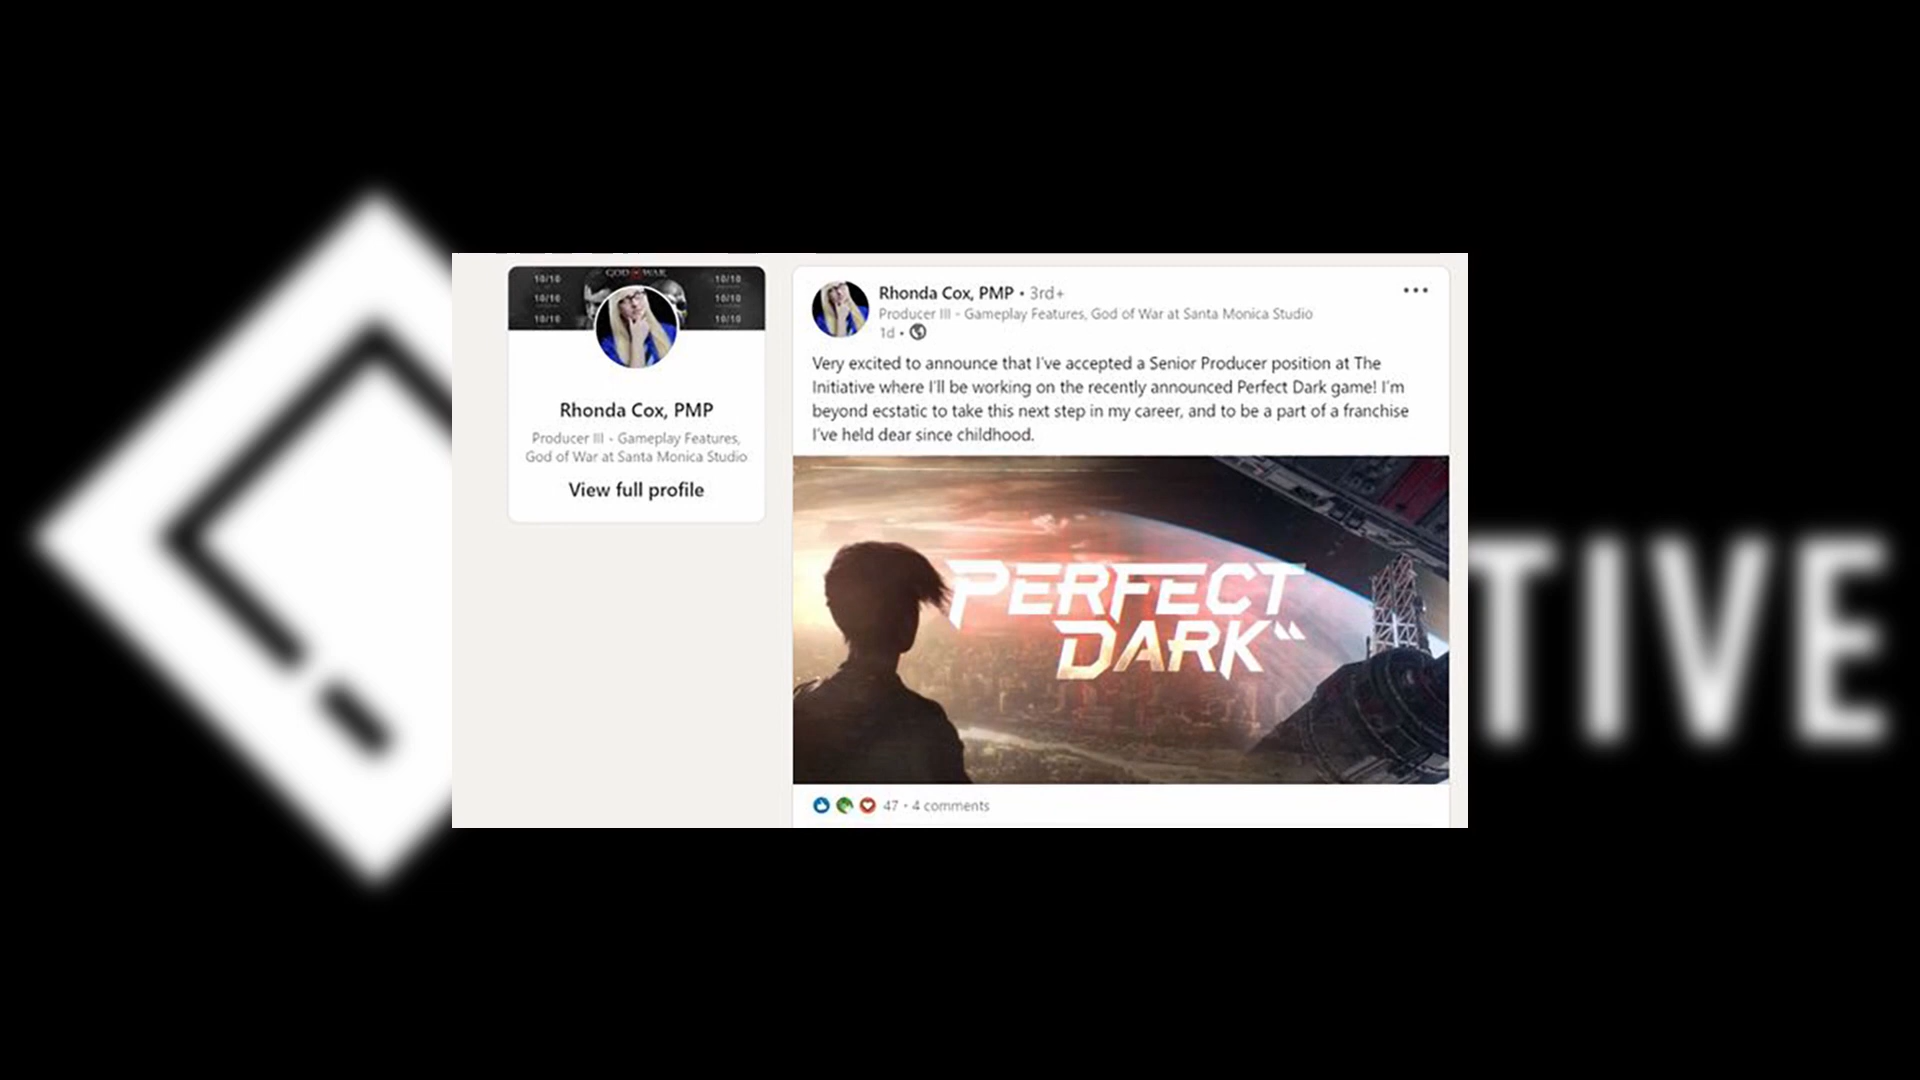 GOD OF WAR
10/10
10/10
10/10
10/10
10/10
10/10
Rhonda Cox, PMP
Producer III - Gameplay Features,
God of War at Santa Monica Studio
View full profile
Rhonda Cox, PMP • 3rd+
Producer III - Gameplay Features, God of War at Santa Monica Studio
1d •
Very excited to announce that I've accepted a Senior Producer position at The
Initiative where I'll be working on the recently announced Perfect Dark game! I'm
beyond ecstatic to take this next step in my career, and to be a part of a franchise
I've held dear since childhood.
PERFECT
DARK
47 • 4 comments
TIVE